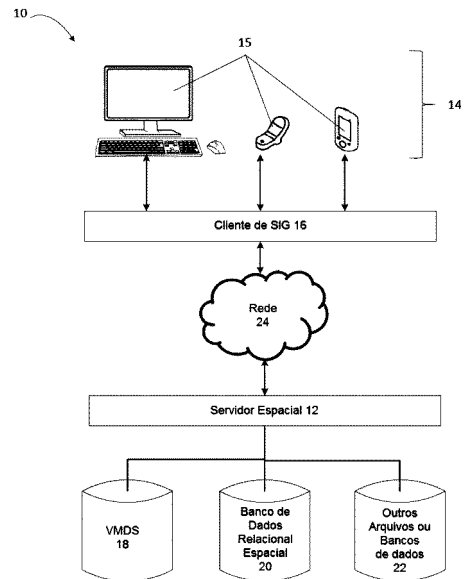 10
15
14
Cliente de SIG 16
Rede
24
Servidor Espacial 12
VMDS
18
Banco de
Dados
Relacional
Espacial
20
Outros
Arquivos ou
Bancos
de dados
22